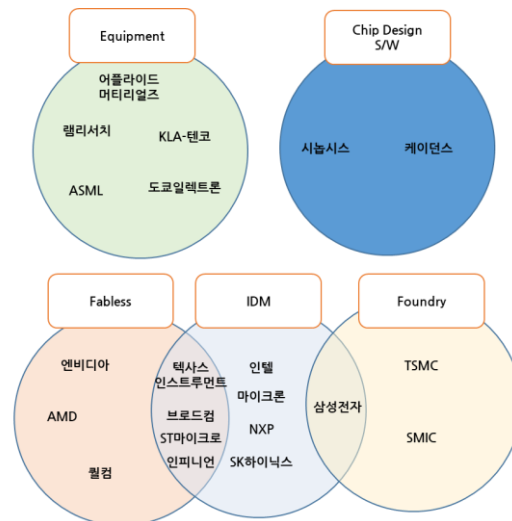 Equipment
어플라이드
머티리얼즈
램리서치
KLA-텐코
ASML
도쿄일렉트론
Chip Design
S/W
시놉시스
케이던스
Fabless
엔비디아
AMD
퀄컴
텍사스
인스트루먼트
브로드컴
ST마이크로
인피니언
IDM
인텔
마이크론
NXP
SK하이닉스
삼성전자
Foundry
TSMC
SMIC